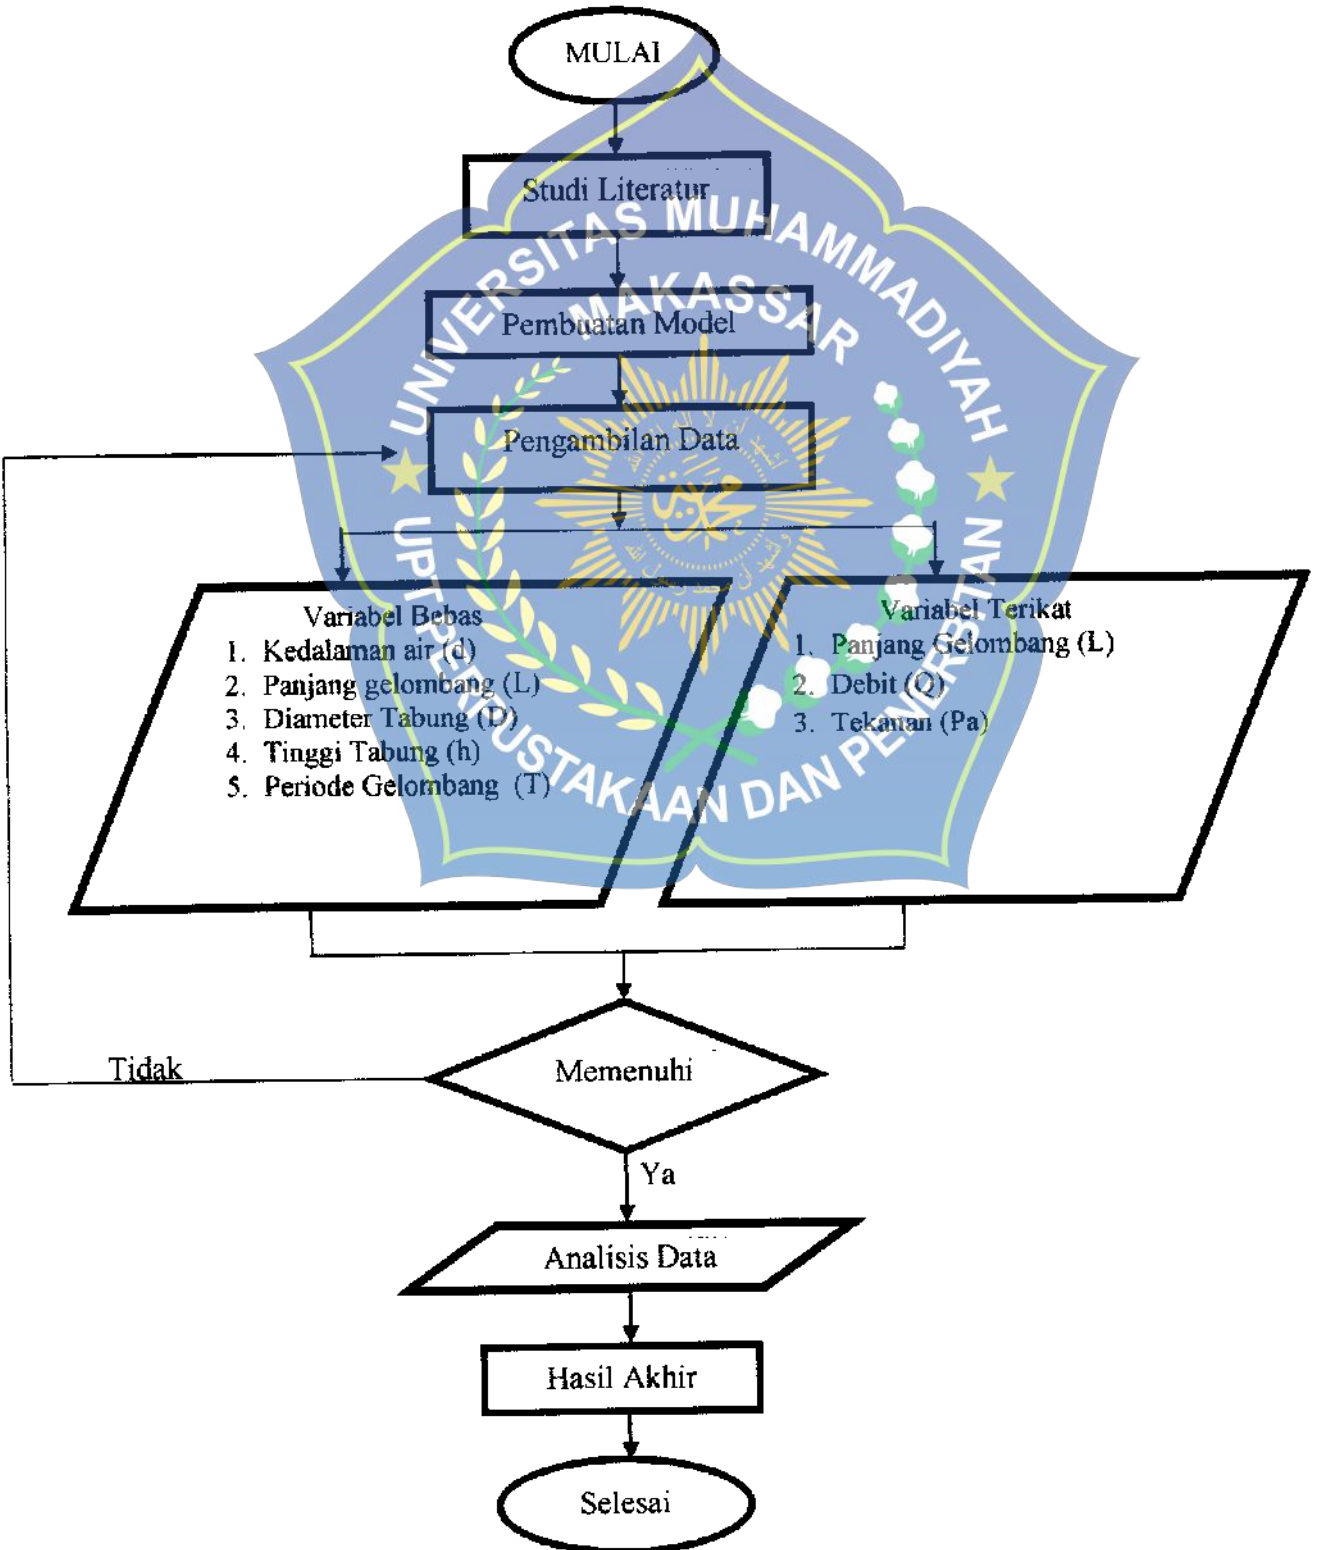 MULAI
Studi Literatur
UNIVERSITAS MUHAMMADIYAH
MAKASSAR
Pembuatan Model
Pengambilan Data
Variabel Bebas
1. Kedalaman air (d)
2. Panjang gelombang (L)
3. Diameter Tabung (D)
4. Tinggi Tabung (h)
5. Periode Gelombang (T)
Variabel Terikat
1. Panjang Gelombang (L)
2. Debit (Q)
3. Tekanan (Pa)
UPT PERPUSTAKAAN DAN PENERBITAN
Memenuhi
Tidak
Ya
Analisis Data
Hasil Akhir
Selesai